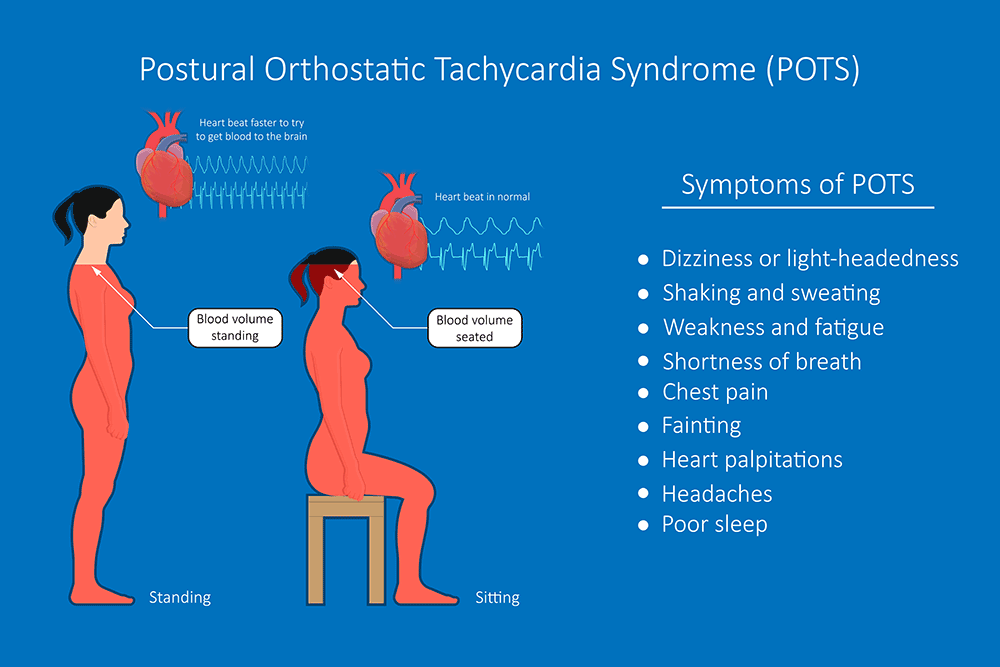 Postural Orthostatic Tachycardia Syndrome (POTS)
Heart beat faster to try
to get blood to the brain
Heart beat in normal
Blood volume
standing
Blood volume
seated
Standing
Sitting
Symptoms of POTS
Dizziness or light-headedness
Shaking and sweating
Weakness and fatigue
Shortness of breath
Chest pain
Fainting
Heart palpitations
Headaches
Poor sleep